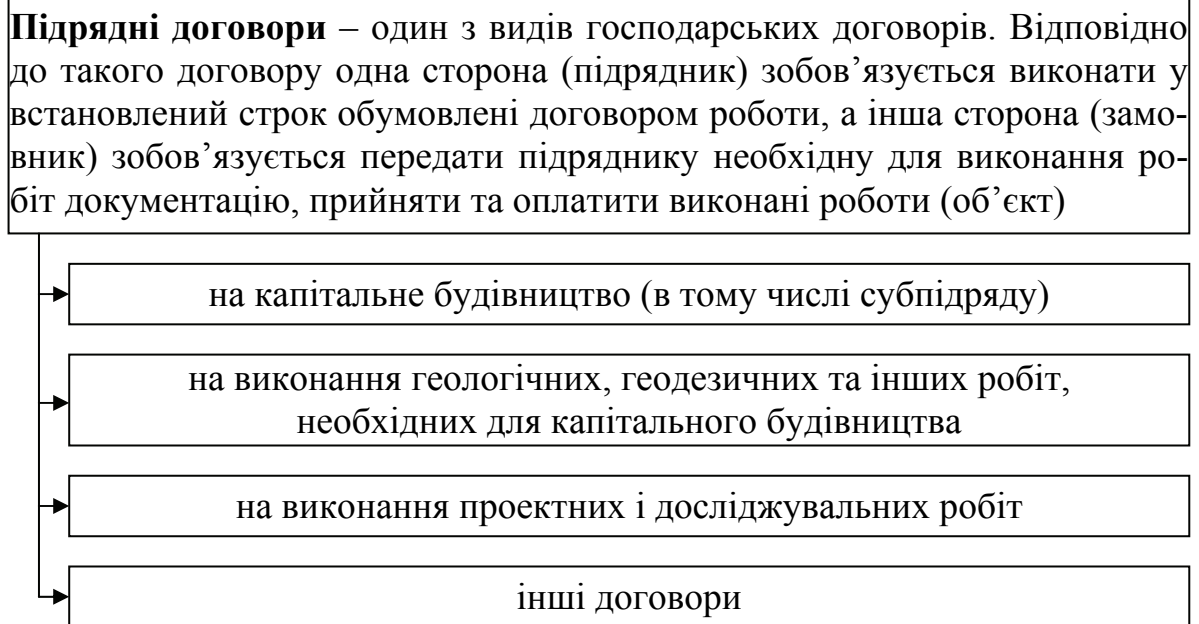 Підрядні договори – один з видів господарських договорів. Відповідно
до такого договору одна сторона (підрядник) зобов’язується виконати у
встановлений строк обумовлені договором роботи, а інша сторона (замо-
вник) зобов’язується передати підряднику необхідну для виконання ро-
біт документацію, прийняти та оплатити виконані роботи (об’єкт)
на капітальне будівництво (в тому числі субпідряду)
на виконання геологічних, геодезичних та інших робіт,
необхідних для капітального будівництва
на виконання проектних і досліджувальних робіт
інші договори